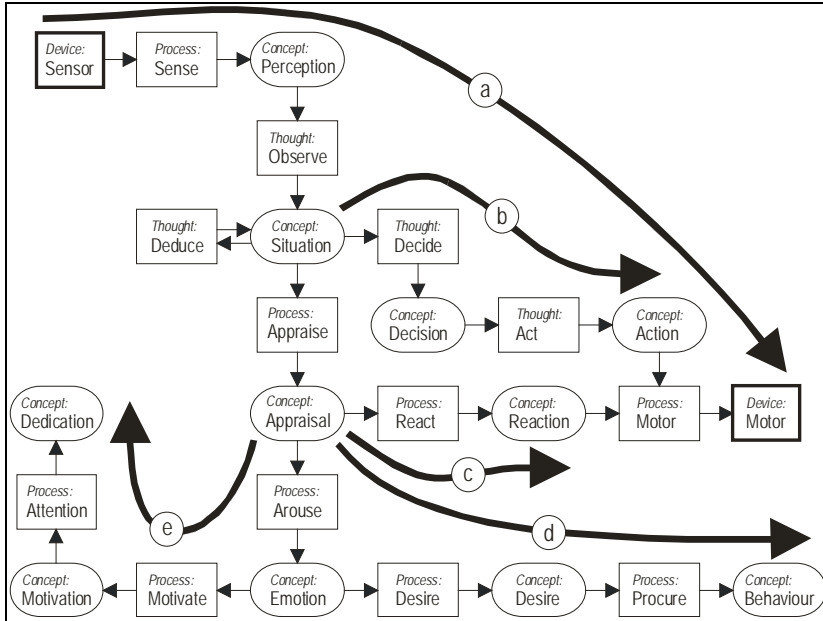 Device:
Sensor
Process:
Sense
Concept:
Perception
a
Thought:
Observe
b
Thought:
Deduce
Concept:
Situation
Thought:
Decide
Process:
Appraise
Concept:
Decision
Thought:
Act
Concept:
Action
Concept:
Dedication
Concept:
Appraisal
Process:
React
Concept:
Reaction
Process:
Motor
Device:
Motor
c
Process:
Attention
e
Process:
Arouse
d
Concept:
Motivation
Process:
Motivate
Concept:
Emotion
Process:
Desire
Concept:
Desire
Process:
Procure
Concept:
Behaviour